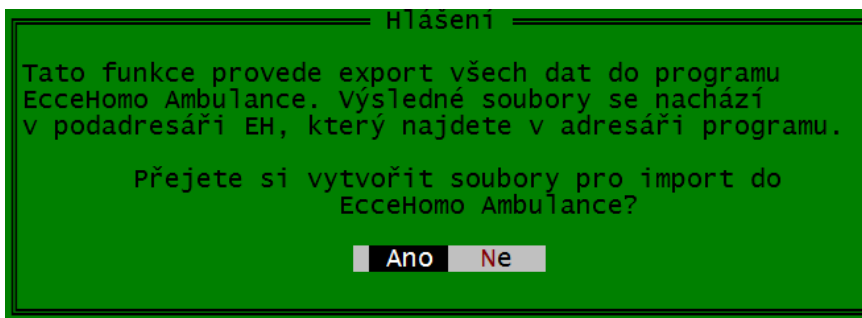 Hlášení
Tato funkce provede export všech dat do programu
EcceHomo Ambulance. Výsledné soubory se nachází
v podadresáři EH, který najdete v adresáři programu.
Přejete si vytvořit soubory pro import do
EcceHomo Ambulance?
Ano Ne